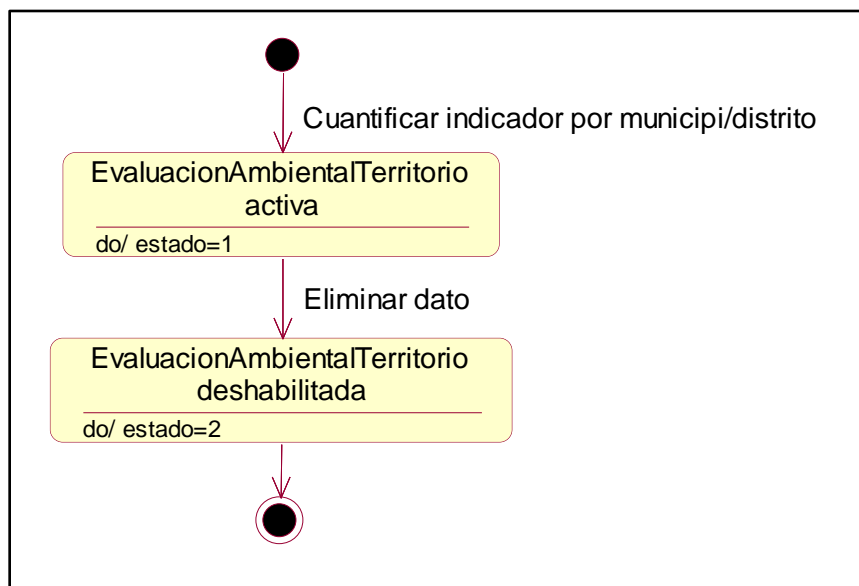 Cuantificar indicador por municipi/distrito
EvaluacionAmbientalTerritorio
activa
do/ estado=1
Eliminar dato
EvaluacionAmbientalTerritorio
deshabilitada
do/ estado=2